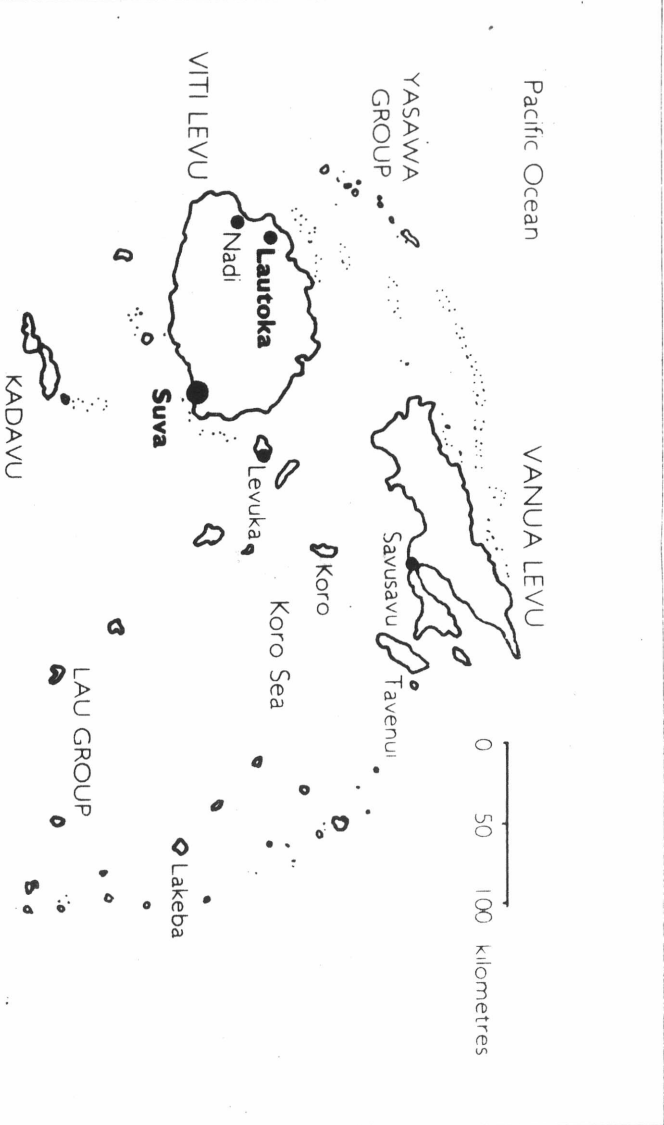 Pacific Ocean
VANUA LEVU
0 50 100 kilometres
YASAWA
GROUP
Savusavu
Tavenui
Koro
Koro Sea
VITI LEVU
Lautoka
Nadi
Levuka
Suva
Lakeba
LAU GROUP
KADAVU